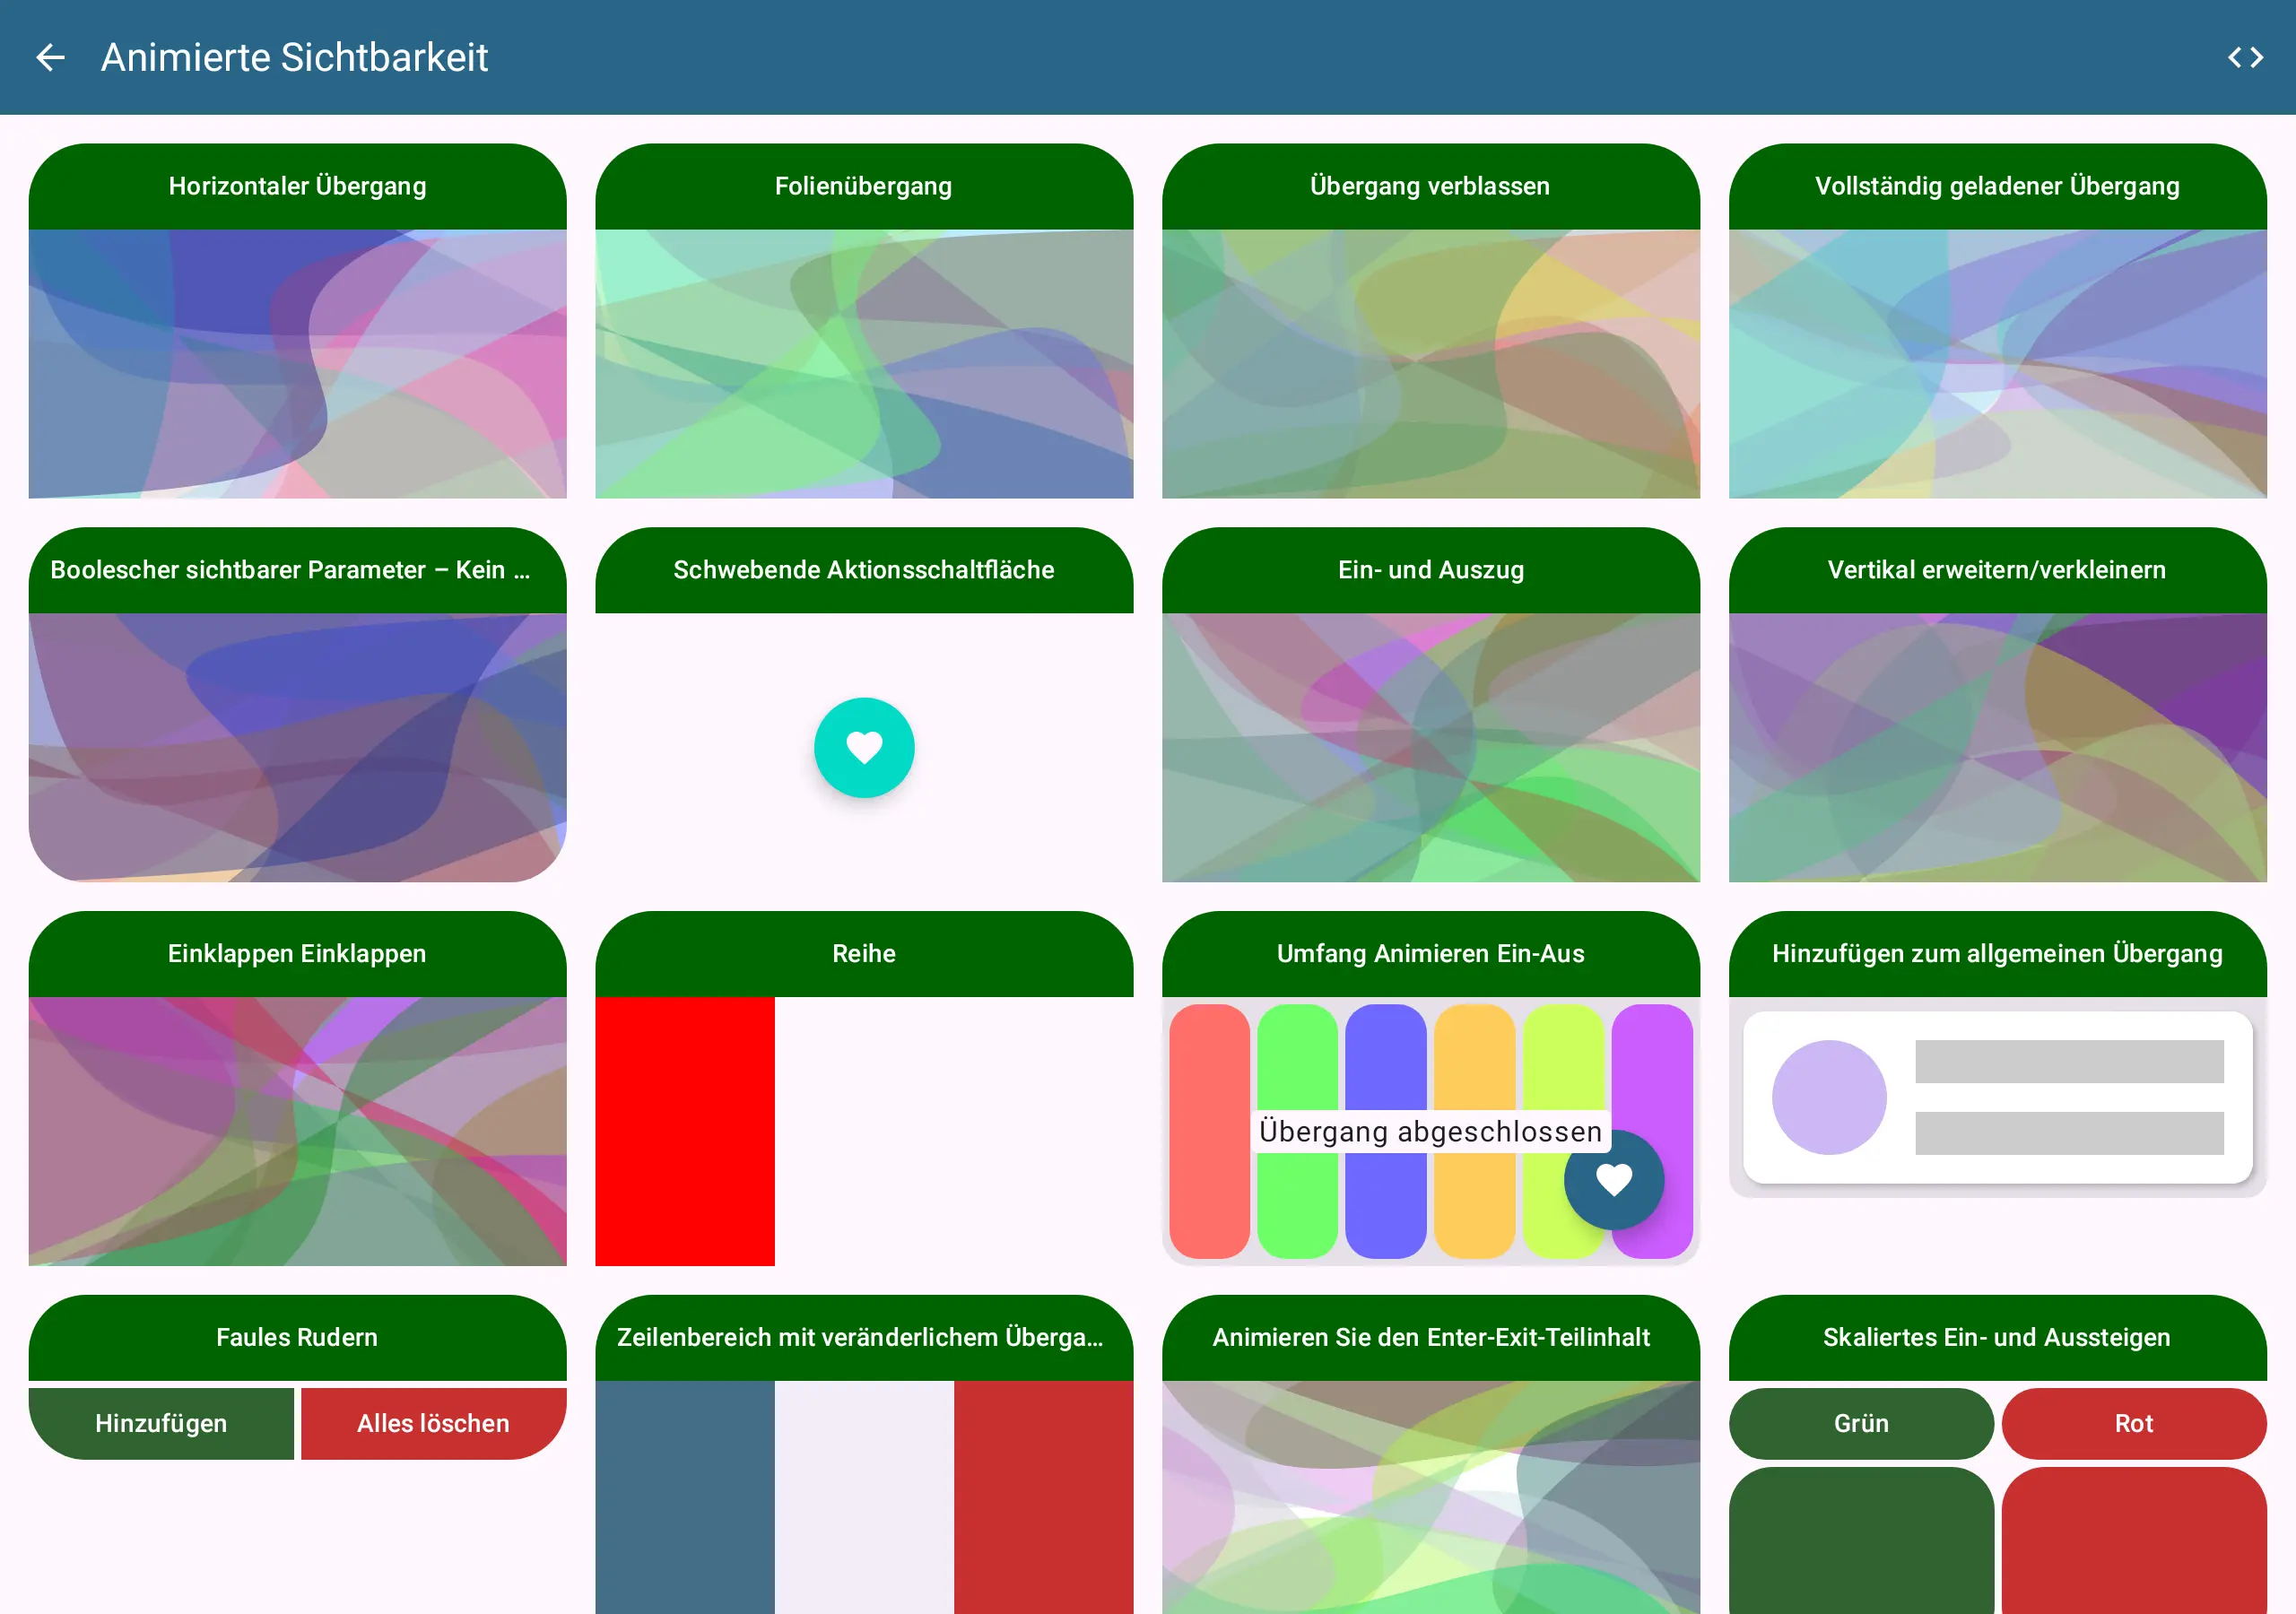 Animierte Sichtbarkeit
Horizontaler Übergang
Folienübergang
Übergang verblassen
Vollständig geladener Übergang
Boolescher sichtbarer Parameter – Kein ...
Schwebende Aktionsschaltfläche
Ein- und Auszug
Vertikal erweitern/verkleinern
Einklappen Einklappen
Reihe
Umfang Animieren Ein-Aus
Hinzufügen zum allgemeinen Übergang
Übergang abgeschlossen
Faules Rudern
Zeilenbereich mit veränderlichem Überga...
Animieren Sie den Enter-Exit-Teilinhalt
Skaliertes Ein- und Aussteigen
Hinzufügen
Alles löschen
Grün
Rot